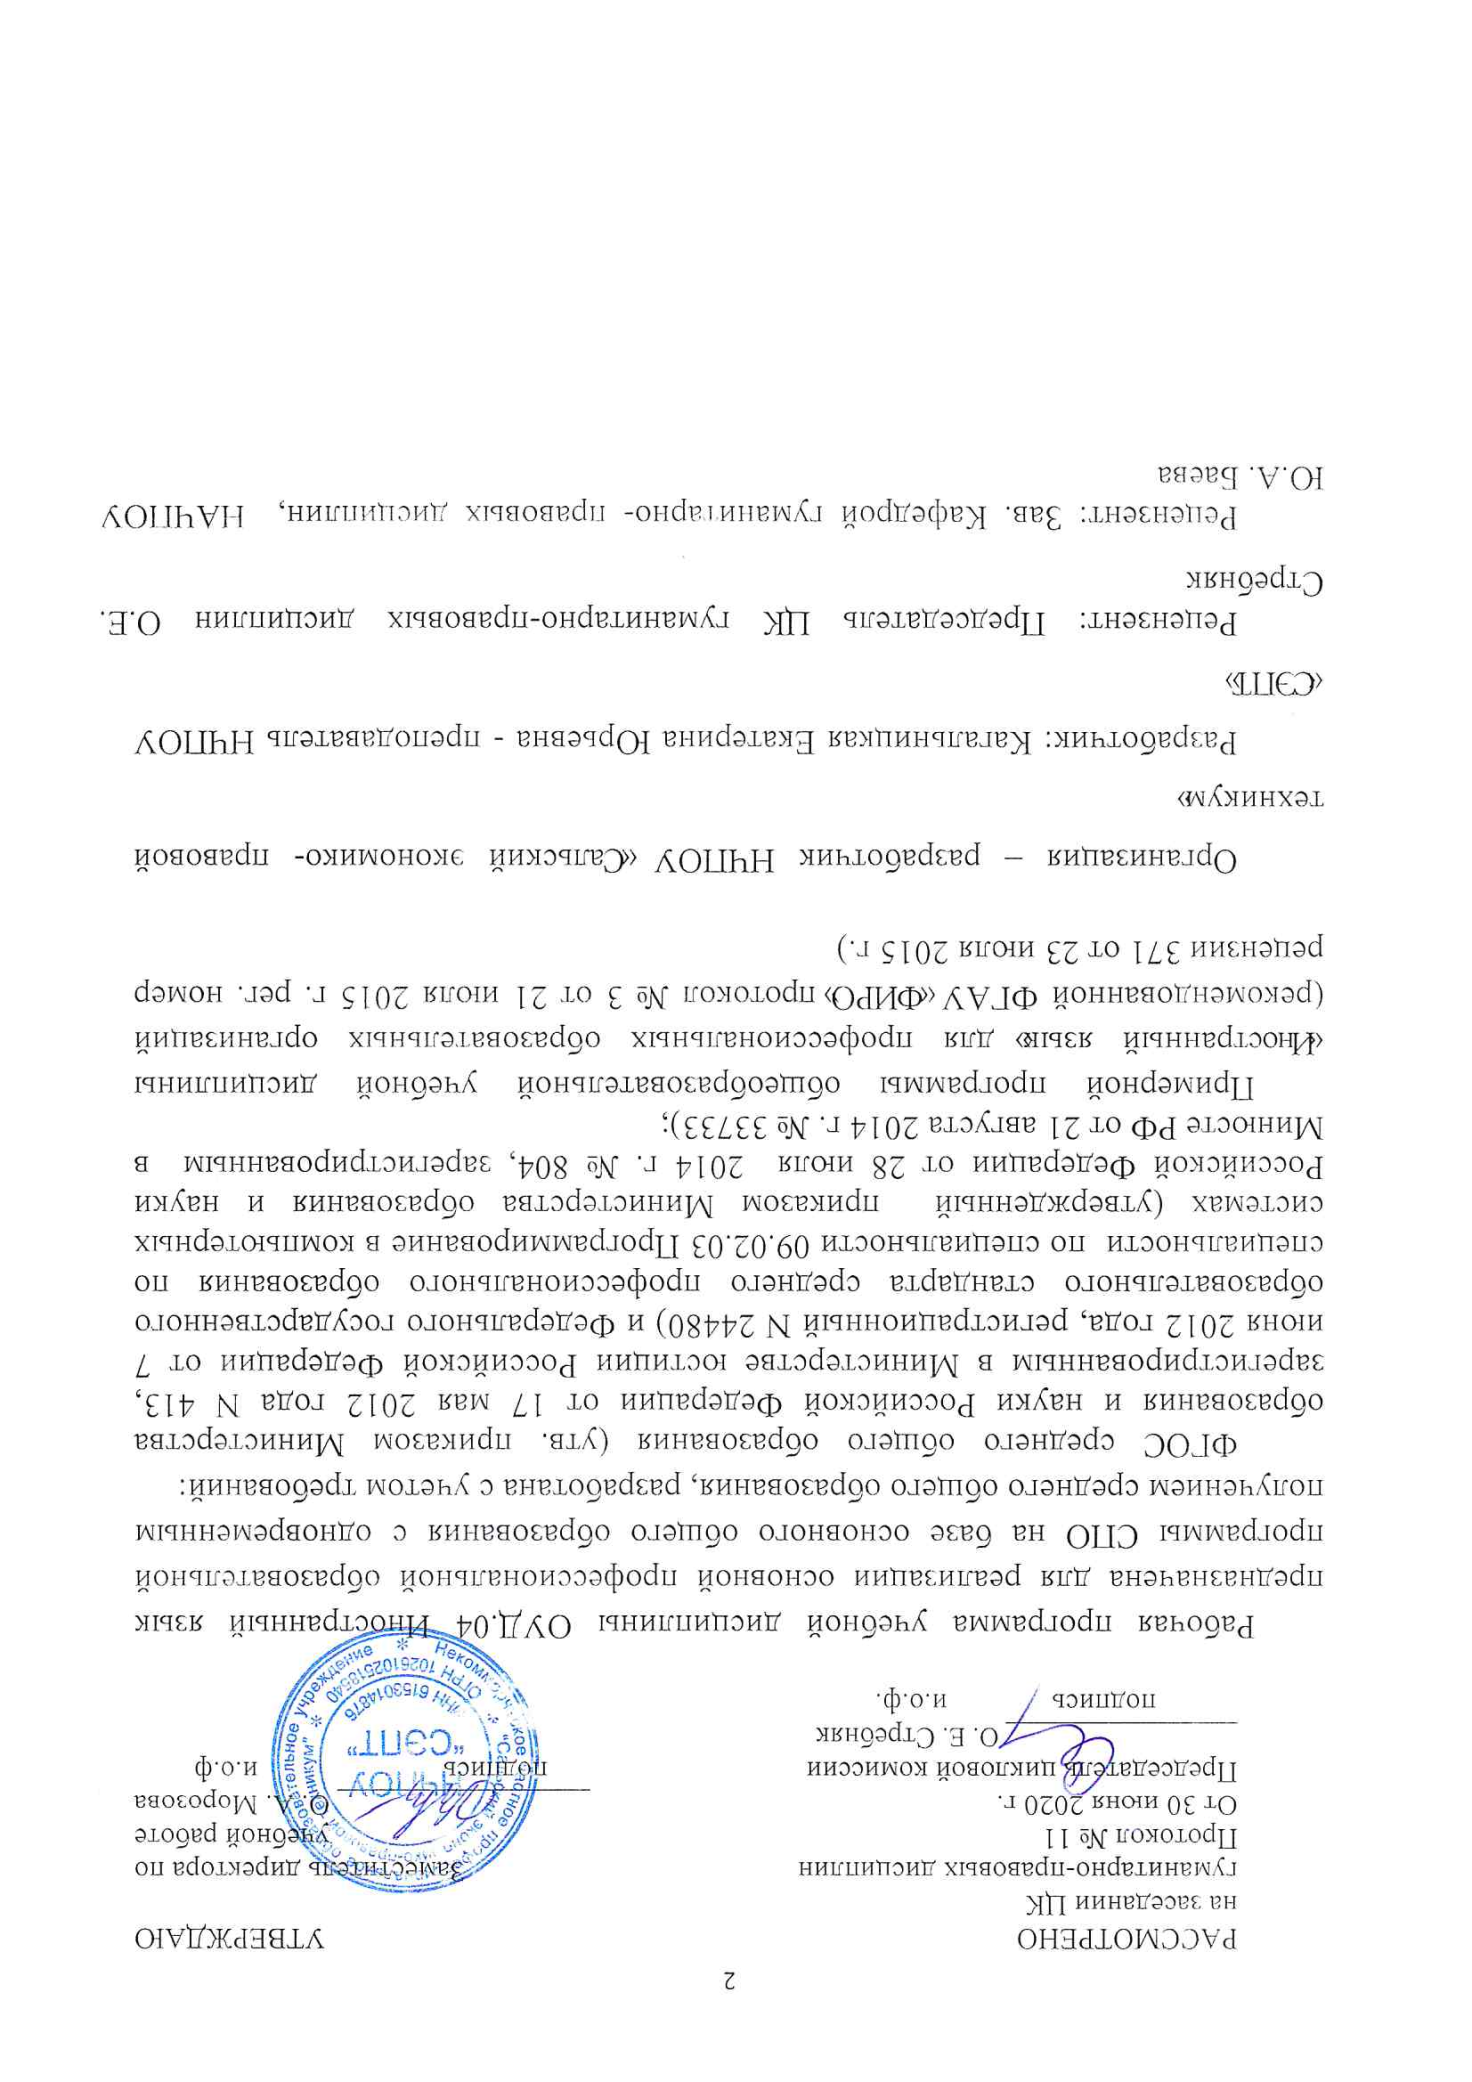 2
РАССМОТРЕНО
на заседании ЦК
гуманитарно-правовых дисциплин
Протокол № 11
От 30 июня 2020 г.
Председатель цикловой комиссии
О. Е. Стребняк
подпись и.о.ф.
УТВЕРЖДАЮ
Заместитель директора по
учебной работе
О. А. Морозова
подпись и.о.ф
НЧПОУ
"СЭПТ"
ИНН 6153014876
ОГРН 1026102518540
Рабочая программа учебной дисциплины ОУД.04 Иностранный язык
предназначена для реализации основной профессиональной образовательной
программы СПО на базе основного общего образования с одновременным
получением среднего общего образования, разработана с учетом требований:
ФГОС среднего общего образования (утв. приказом Министерства
образования и науки Российской Федерации от 17 мая 2012 года N 413,
зарегистрированным в Министерстве юстиции Российской Федерации от 7
июня 2012 года, регистрационный N 24480) и Федерального государственного
образовательного стандарта среднего профессионального образования по
специальности по специальности 09.02.03 Программирование в компьютерных
системах (утвержденный приказом Министерства образования и науки
Российской Федерации от 28 июля 2014 г. № 804, зарегистрированным в
Минюсте РФ от 21 августа 2014 г. № 33733);
Примерной программы общеобразовательной учебной дисциплины
«Иностранный язык» для профессиональных образовательных организаций
(рекомендованной ФГАУ «ФИРО» протокол № 3 от 21 июля 2015 г. рег. номер
рецензии 371 от 23 июля 2015 г.)
Организация – разработчик НЧПОУ «Сальский экономико- правовой
техникум»
Разработчик: Кагальницкая Екатерина Юрьевна - преподаватель НЧПОУ
«СЭПТ»
Рецензент: Председатель ЦК гуманитарно-правовых дисциплин О.Е.
Стребняк
Рецензент: Зав. Кафедрой гуманитарно- правовых дисциплин, НАЧПОУ
Ю.А. Баева